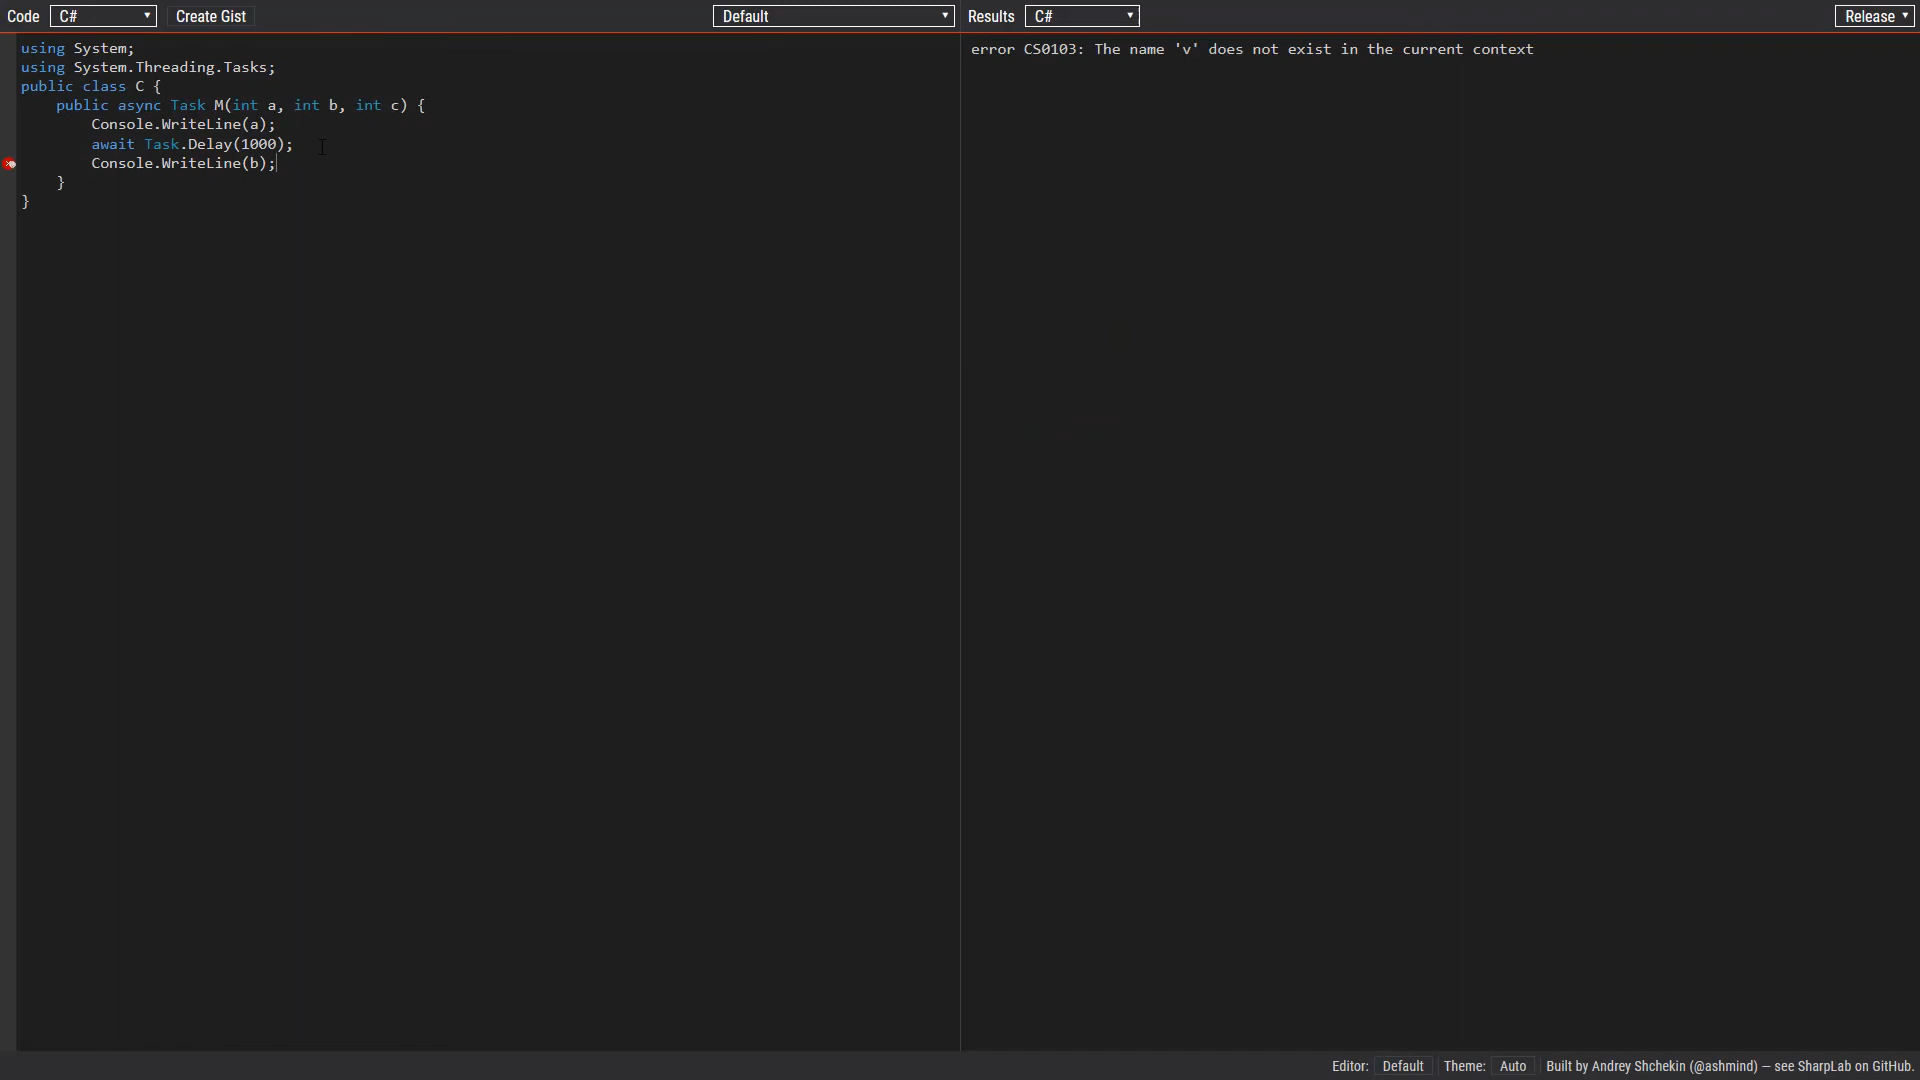 Code C# Create Gist Default Results C# Release
using System;
using System.Threading.Tasks;
public class C {
    public async Task M(int a, int b, int c) {
        Console.WriteLine(a);
        await Task.Delay(1000);
        Console.WriteLine(b);
    }
}
error CS0103: The name 'v' does not exist in the current context
Editor: Default Theme: Auto Built by Andrey Shchekin (@ashmind) — see SharpLab on GitHub.